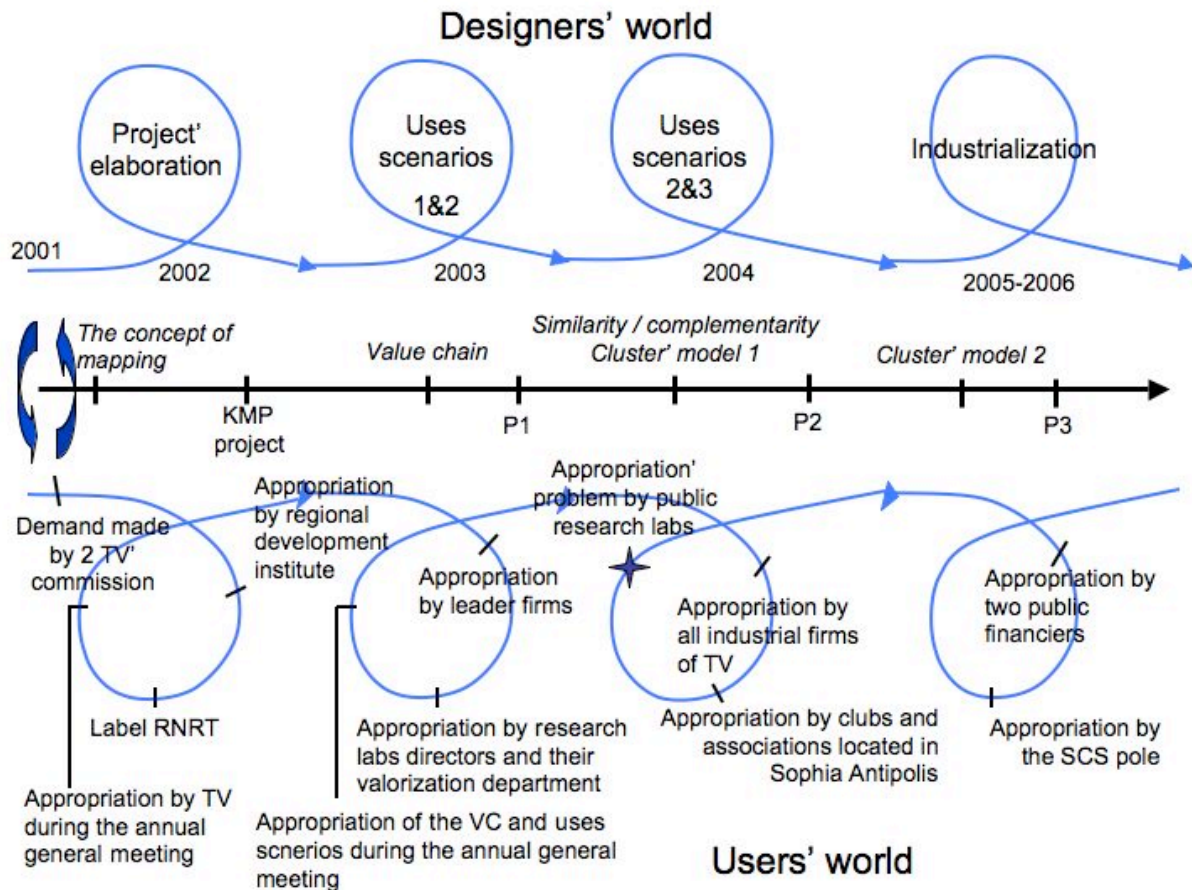 Designers' world
Project'
elaboration
Uses
scenarios
1&2
Uses
scenarios
2&3
Industrialization
2001
2002
2003
2004
2005-2006
The concept of
mapping
Value chain
Similarity / complementarity
Cluster' model 1
Cluster' model 2
KMP
project
P1
P2
P3
Demand made
by 2 TV'
commission
Appropriation
by regional
development
institute
Appropriation
by leader firms
Appropriation'
problem by public
research labs
Appropriation by
all industrial firms
of TV
Appropriation by
two public
financiers
Label RNRT
Appropriation by research
labs directors and their
valorization department
Appropriation by clubs and
associations located in
Sophia Antipolis
Appropriation by
the SCS pole
Appropriation by TV
during the annual
general meeting
Appropriation of the VC and uses
scnerios during the annual general
meeting
Users' world